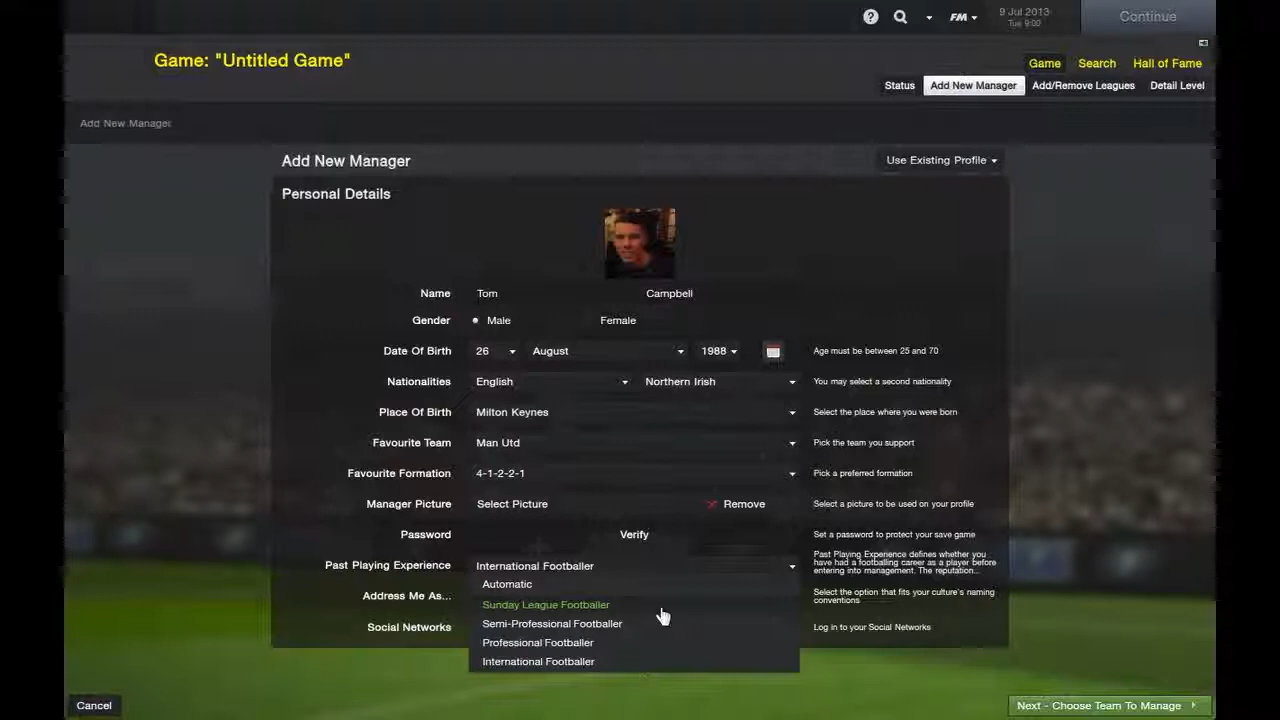 FM
9 Jul 2013
Tue 9:00
Continue
Game: "Untitled Game"
Game Search Hall of Fame
Status Add New Manager Add/Remove Leagues Detail Level
Add New Manager
Add New Manager
Use Existing Profile
Personal Details
Name Tom Campbell
Gender Male Female
Date Of Birth 26 August 1988 Age must be between 25 and 70
Nationalities English Northern Irish You may select a second nationality
Place Of Birth Milton Keynes Select the place where you were born
Favourite Team Man Utd Pick the team you support
Favourite Formation 4-1-2-2-1 Pick a preferred formation
Manager Picture Select Picture Remove Select a picture to be used on your profile
Password Verify Set a password to protect your save game
Past Playing Experience International Footballer
Past Playing Experience defines whether you
have had a footballing career as a player before
entering into management. The reputation...
Automatic
Address Me As...
Select the option that fits your culture's naming
conventions
Sunday League Footballer
Semi-Professional Footballer
Social Networks Log in to your Social Networks
Professional Footballer
International Footballer
Cancel
Next - Choose Team To Manage